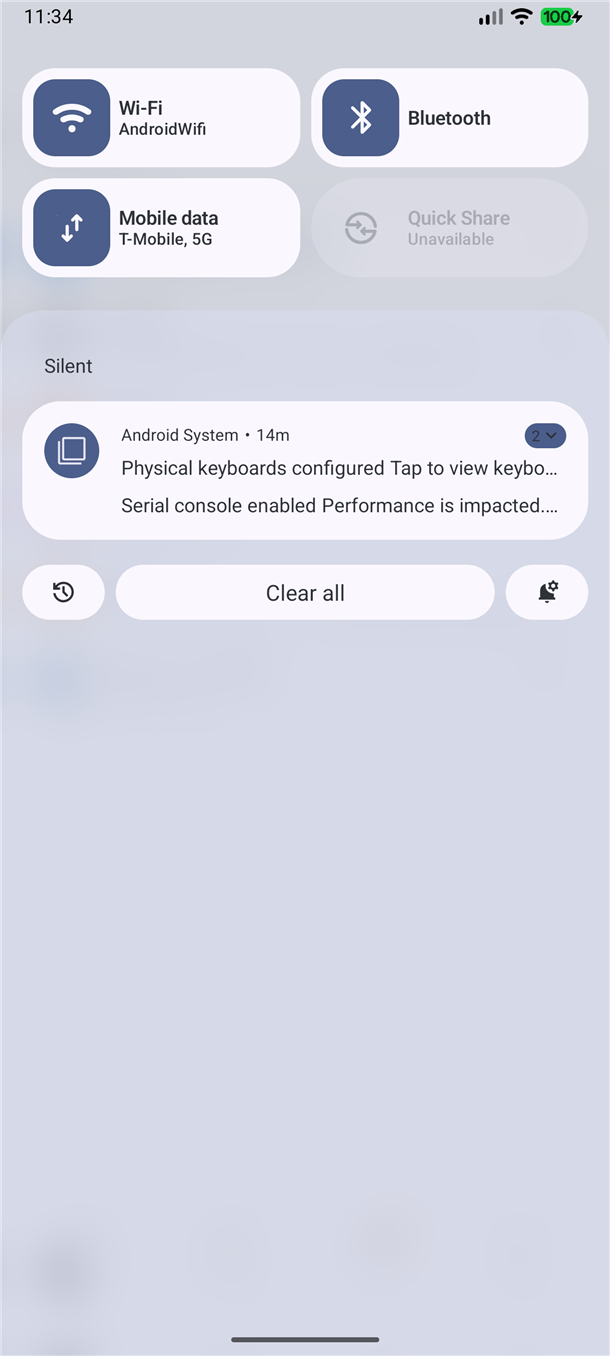 11:34
100
Wi-Fi
AndroidWifi
Bluetooth
Mobile data
T-Mobile, 5G
Quick Share
Unavailable
Silent
Android System • 14m
2
Physical keyboards configured Tap to view keybo…
Serial console enabled Performance is impacted.…
Clear all